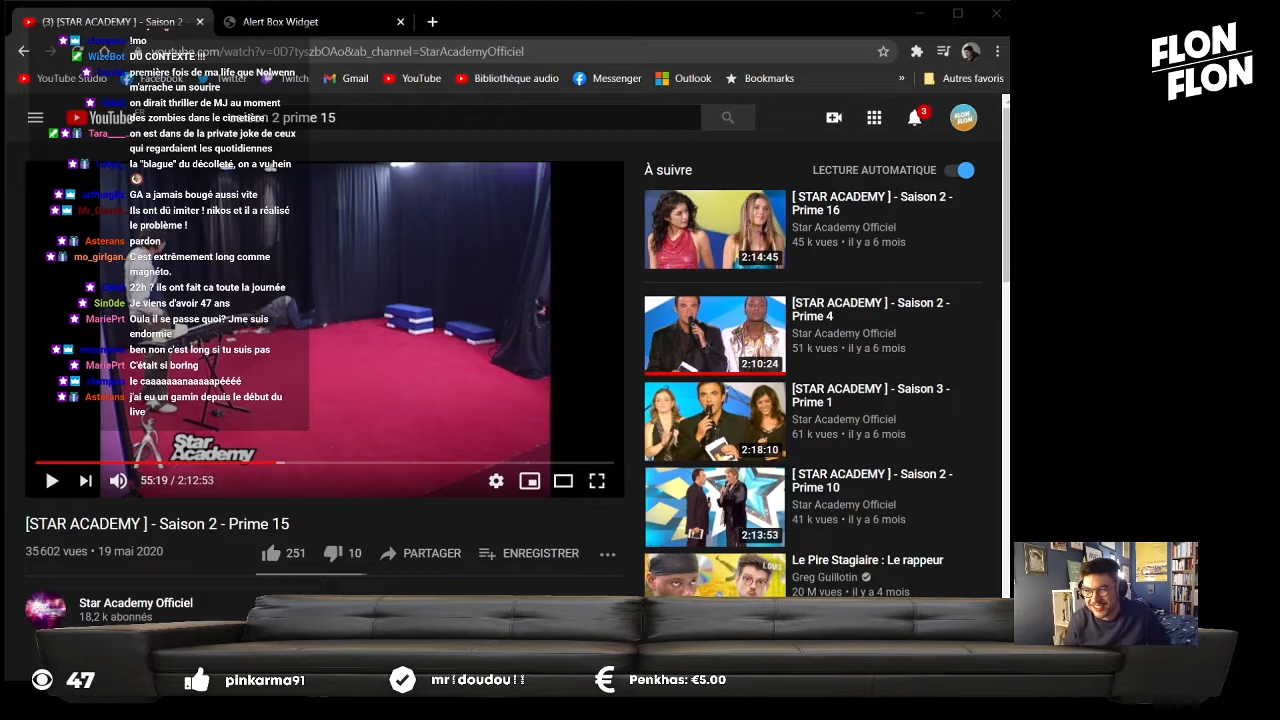 (3) [STAR ACADEMY ] - Saison 2
Alert Box Widget
FLON
FLON
youtube.com/watch?v=0D7tyszbOAo&ab_channel=StarAcademyOfficiel
YouTube Studio
Facebook
Twitter
Twitch
Gmail
YouTube
Bibliothèque audio
Messenger
Outlook
Bookmarks
»
Autres favoris
!mo
WizeBot DU CONTEXTE !!!
première fois de ma life que Nolwenn
m'arrache un sourire
on dirait thriller de MJ au moment
des zombies dans le cimetière
Tara____. on est dans de la private joke de ceux
qui regardaient les quotidiennes
la "blague" du décolleté, on a vu hein
GA a jamais bougé aussi vite
Ils ont dû imiter ! nikos et il a réalisé
le problème !
Asterans pardon
mo_girlgan. C'est extrêmement long comme
magnéto.
22h ? ils ont fait ca toute la journée
Sin0de Je viens d'avoir 47 ans
MariePrt Oula il se passe quoi? Jme suis
endormie
ben non c'est long si tu suis pas
MariePrt C'était si boring
le caaaaaanaaaaapéééé
Asterans j'ai eu un gamin depuis le début du
live
YouTube
2 prime 15
3
FLON
FLON
Star
Academy
55:19 / 2:12:53
[STAR ACADEMY ] - Saison 2 - Prime 15
35 602 vues • 19 mai 2020
251
10
PARTAGER
ENREGISTRER
Star Academy Officiel
18,2 k abonnés
À suivre
LECTURE AUTOMATIQUE
[ STAR ACADEMY ] - Saison 2 -
Prime 16
Star Academy Officiel
45 k vues • il y a 6 mois
2:14:45
[STAR ACADEMY ] - Saison 2 -
Prime 4
Star Academy Officiel
51 k vues • il y a 6 mois
2:10:24
[STAR ACADEMY ] - Saison 3 -
Prime 1
Star Academy Officiel
61 k vues • il y a 6 mois
2:18:10
[STAR ACADEMY ] - Saison 2 -
Prime 10
Star Academy Officiel
41 k vues • il y a 6 mois
2:13:53
Le Pire Stagiaire : Le rappeur
Greg Guillotin
20 M vues • il y a 4 mois
47
pinkarma91
mr!doudou!!
Penkhas: €5.00